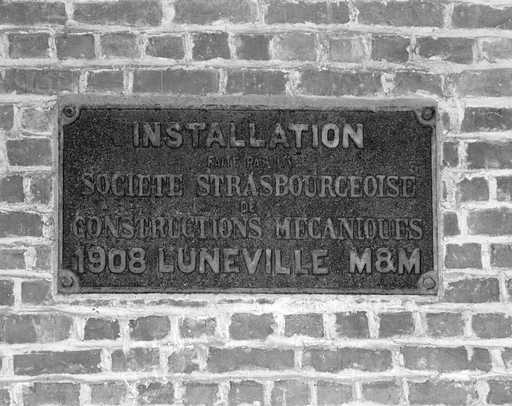 INSTALLATION
FAITE PAR LA
SOCIETE STRASBOURGEOISE
DE
CONSTRUCTIONS MECANIQUES
1908 LUNEVILLE M&M